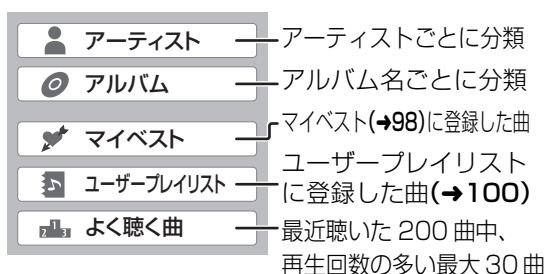 アーティスト
アーティストごとに分類
アルバム
アルバム名ごとに分類
マイベスト
マイベスト(➜98)に登録した曲
ユーザープレイリスト
ユーザープレイリスト
に登録した曲(➜100)
よく聴く曲
最近聴いた 200 曲中、
再生回数の多い最大 30 曲